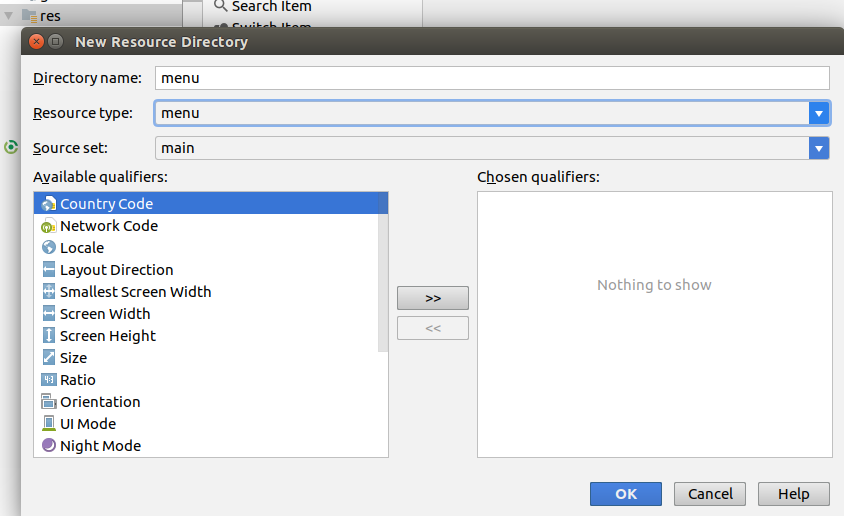 Search Item
res
Switch Item
New Resource Directory
Directory name: menu
Resource type: menu
Source set: main
Available qualifiers:
Chosen qualifiers:
Country Code
Network Code
Locale
Layout Direction
Smallest Screen Width
Nothing to show
>>
Screen Width
<<
Screen Height
Size
Ratio
Orientation
UI Mode
Night Mode
OK
Cancel
Help